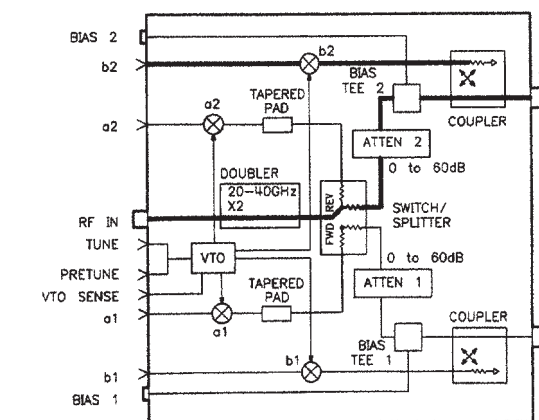 BIAS 2
b2
b2
BIAS
TEE 2
COUPLER
TAPERED
PAD
a2
a2
ATTEN 2
0 to 60dB
DOUBLER
20-40GHz
X2
REV
FWD
SWITCH/
SPLITTER
RF IN
TUNE
VTO
PRETUNE
VTO SENSE
0 to 60dB
ATTEN 1
TAPERED
PAD
a1
a1
COUPLER
BIAS
TEE 1
b1
b1
BIAS 1